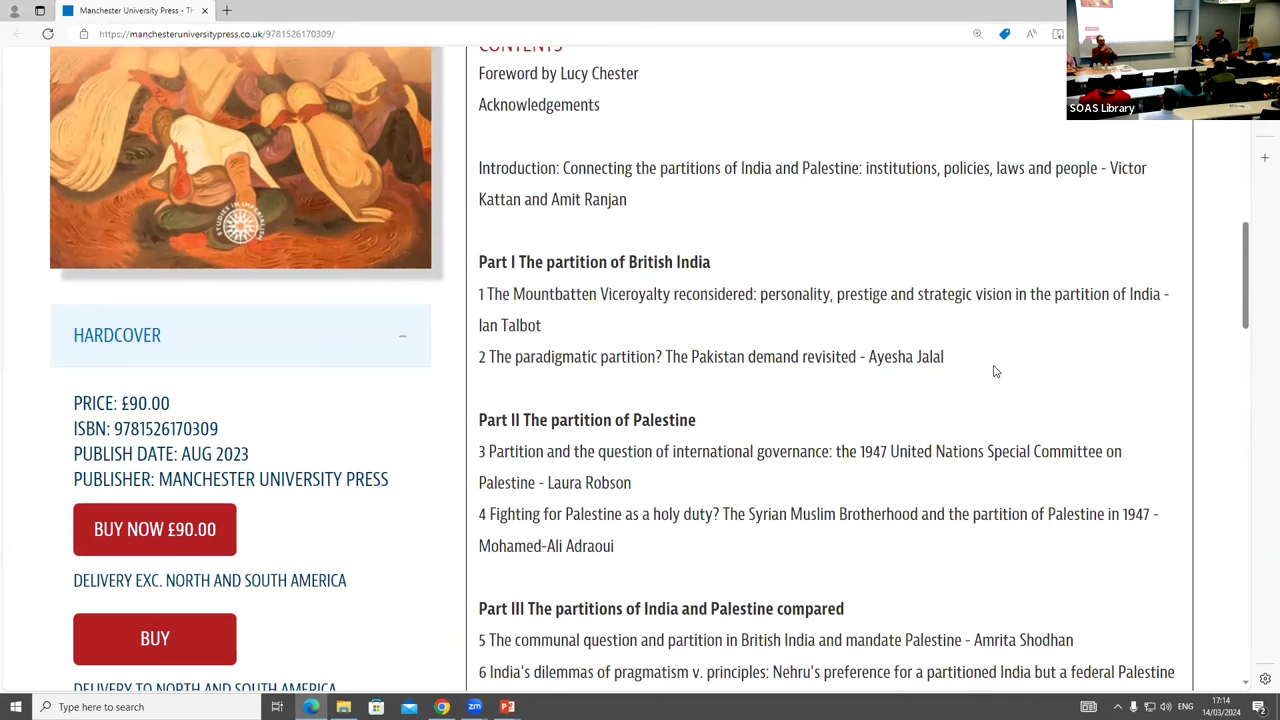 Manchester University Press - Th
https://manchesteruniversitypress.co.uk/9781526170309/
SOAS Library
STUDIES IN IMPERIALISM
HARDCOVER
PRICE: £90.00
ISBN: 9781526170309
PUBLISH DATE: AUG 2023
PUBLISHER: MANCHESTER UNIVERSITY PRESS
BUY NOW £90.00
DELIVERY EXC. NORTH AND SOUTH AMERICA
BUY
DELIVERY TO NORTH AND SOUTH AMERICA
CONTENTS
Foreword by Lucy Chester
Acknowledgements
Introduction: Connecting the partitions of India and Palestine: institutions, policies, laws and people - Victor
Kattan and Amit Ranjan
Part I The partition of British India
1 The Mountbatten Viceroyalty reconsidered: personality, prestige and strategic vision in the partition of India -
Ian Talbot
2 The paradigmatic partition? The Pakistan demand revisited - Ayesha Jalal
Part II The partition of Palestine
3 Partition and the question of international governance: the 1947 United Nations Special Committee on
Palestine - Laura Robson
4 Fighting for Palestine as a holy duty? The Syrian Muslim Brotherhood and the partition of Palestine in 1947 -
Mohamed-Ali Adraoui
Part III The partitions of India and Palestine compared
5 The communal question and partition in British India and mandate Palestine - Amrita Shodhan
6 India's dilemmas of pragmatism v. principles: Nehru's preference for a partitioned India but a federal Palestine
Type here to search
17:14
14/03/2024